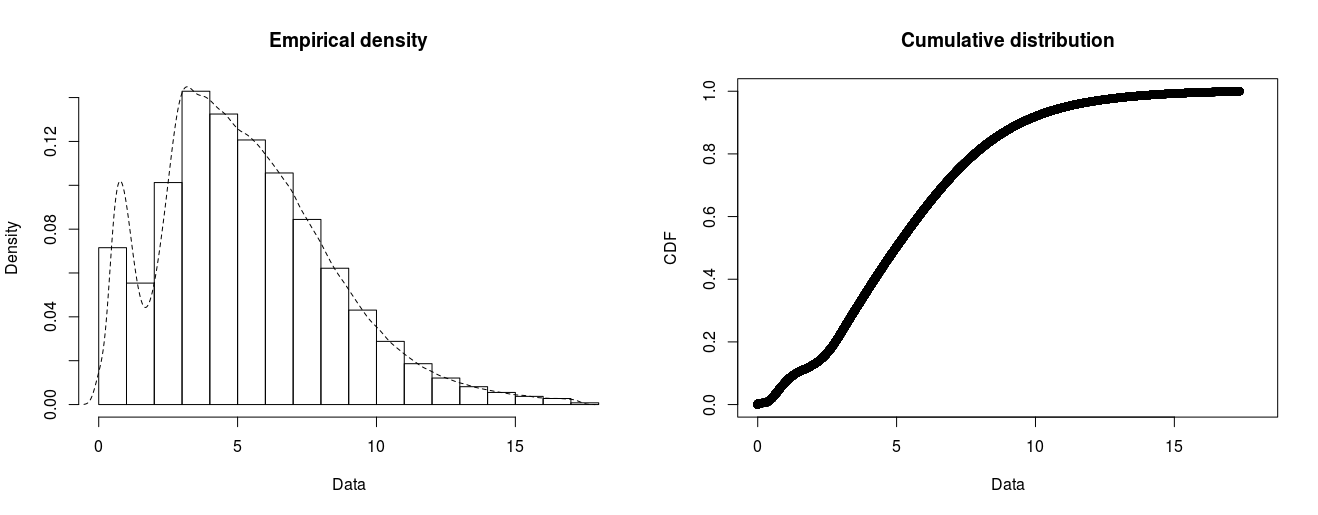 Empirical density
Density
0.00 0.04 0.08 0.12
0 5 10 15
Data
Cumulative distribution
CDF
0.0 0.2 0.4 0.6 0.8 1.0
0 5 10 15
Data